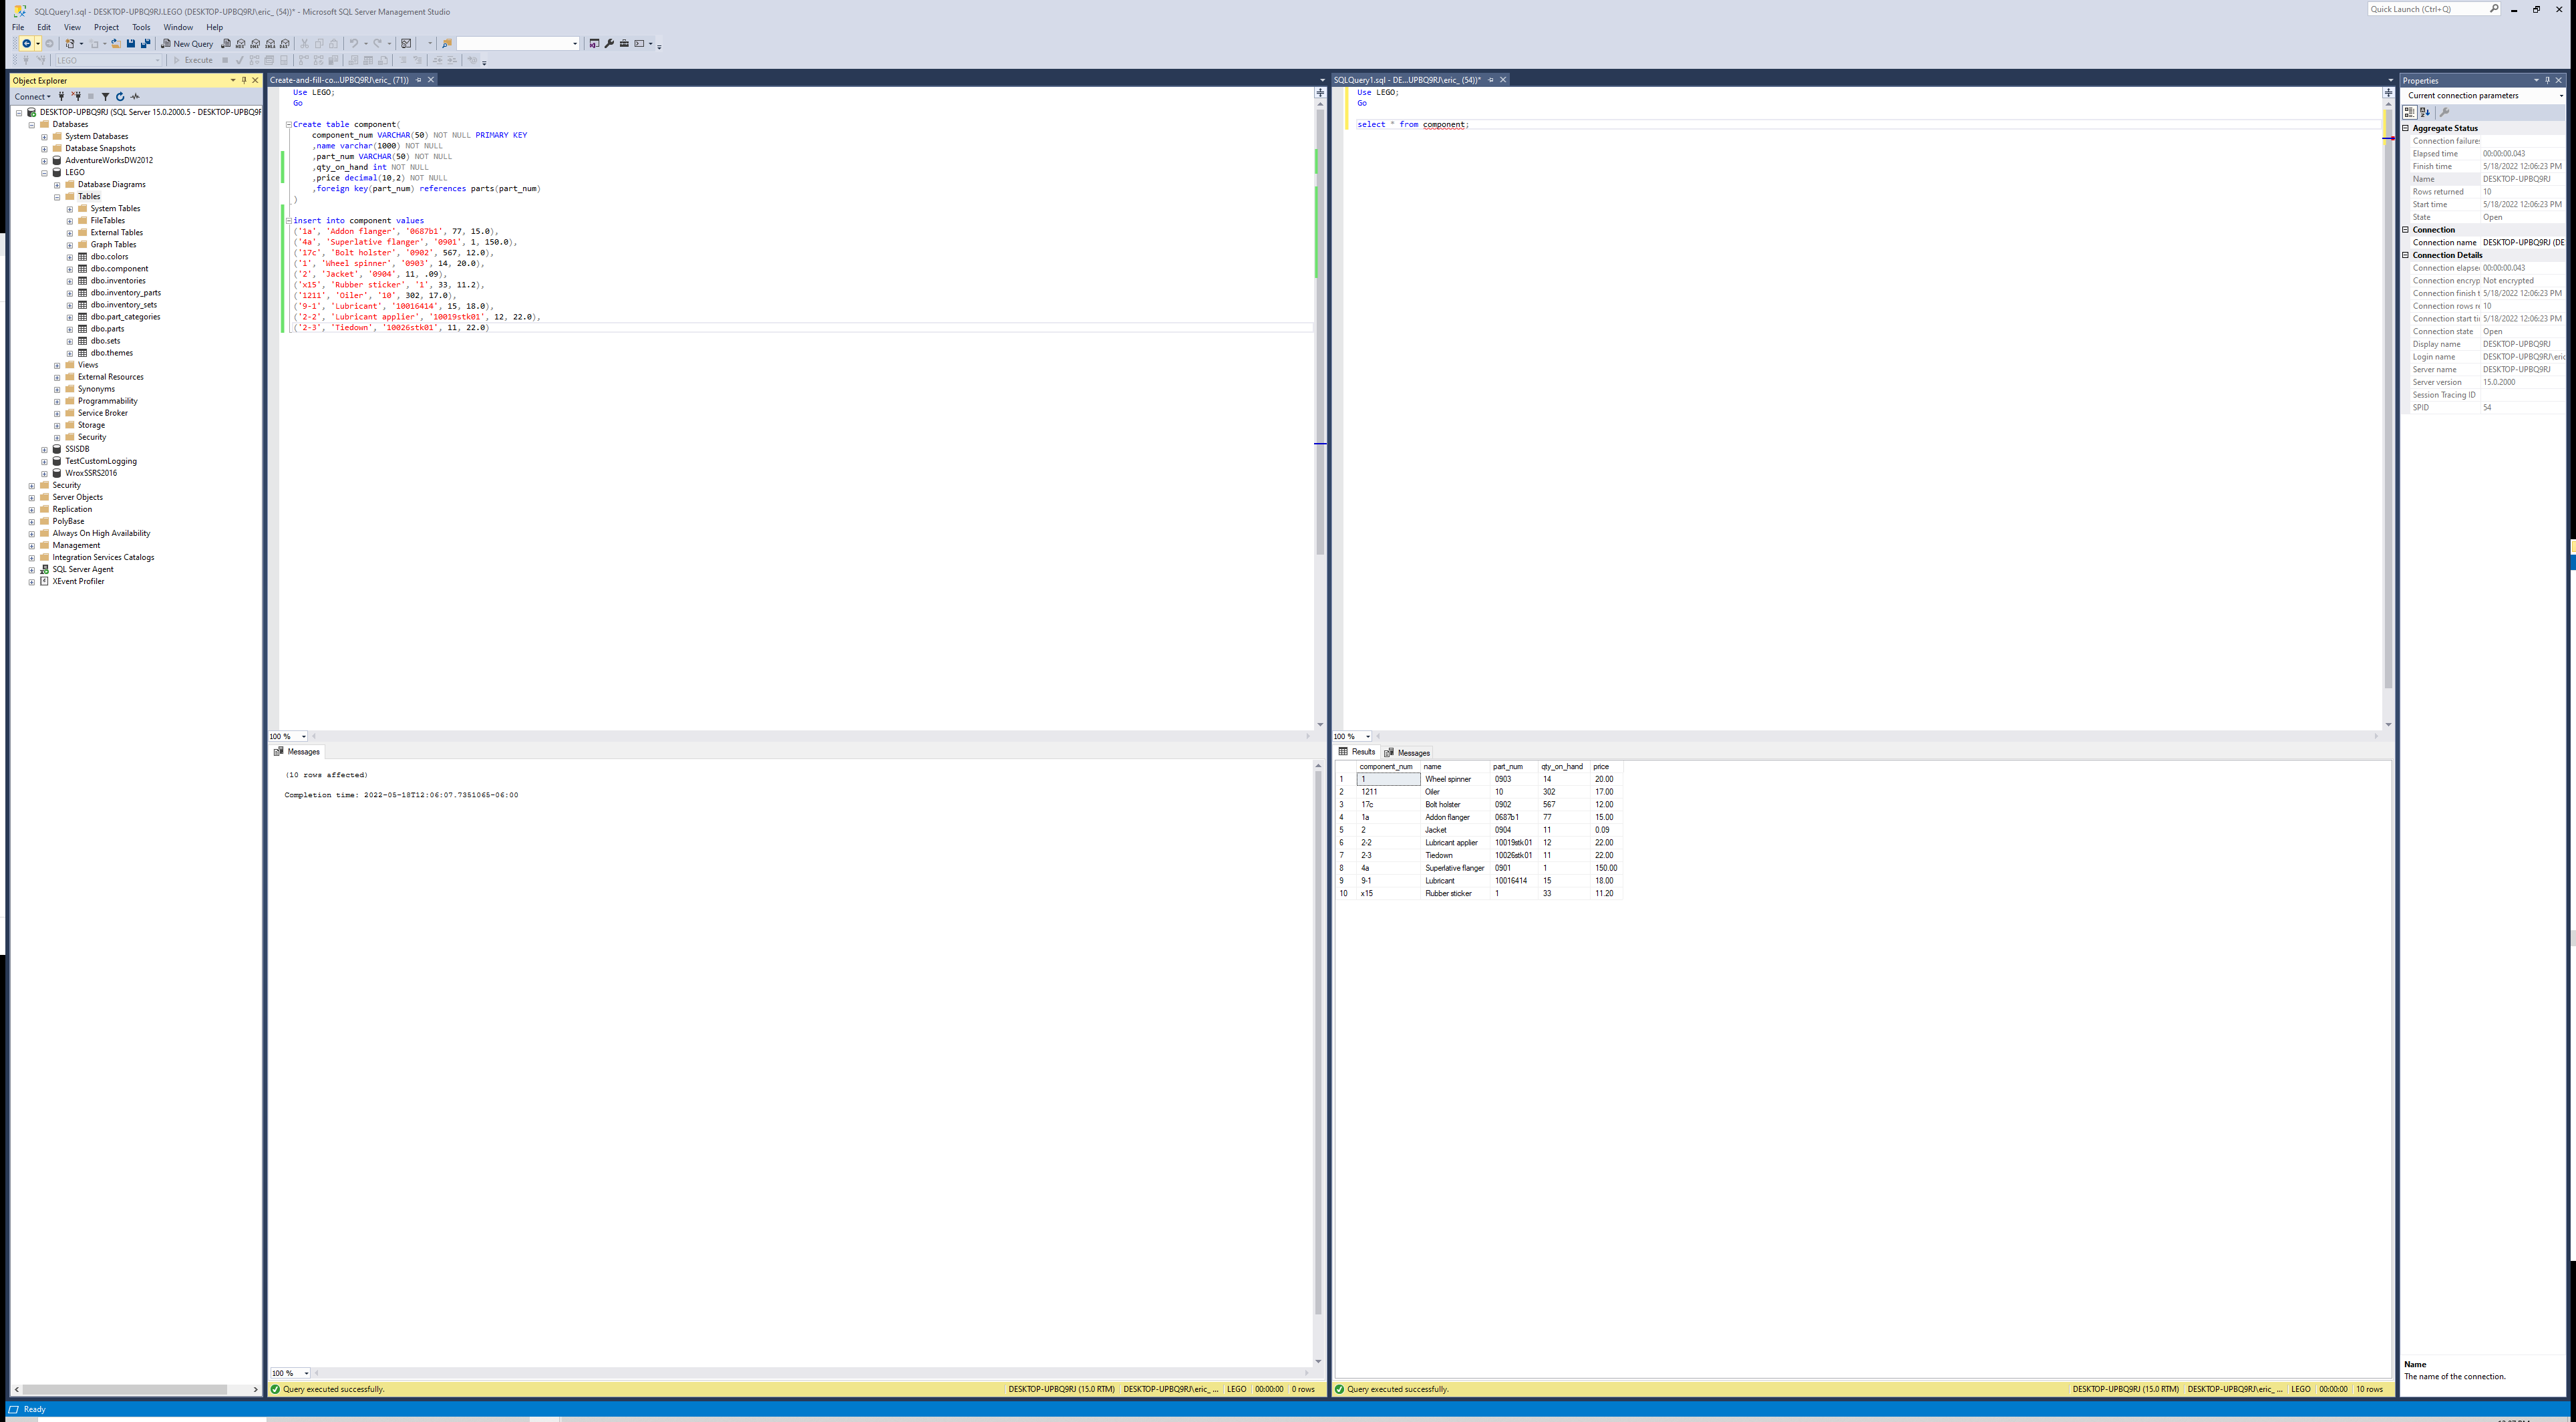 SQLQuery1.sql - DESKTOP-UPBQ9RJ.LEGO (DESKTOP-UPBQ9RJ\eric_ (54))* - Microsoft SQL Server Management Studio
Quick Launch (Ctrl+Q)
File Edit View Project Tools Window Help
New Query
LEGO Execute
Object Explorer
Connect
DESKTOP-UPBQ9RJ (SQL Server 15.0.2000.5 - DESKTOP-UPBQ9R
Databases
System Databases
Database Snapshots
AdventureWorksDW2012
LEGO
Database Diagrams
Tables
System Tables
FileTables
External Tables
Graph Tables
dbo.colors
dbo.component
dbo.inventories
dbo.inventory_parts
dbo.inventory_sets
dbo.part_categories
dbo.parts
dbo.sets
dbo.themes
Views
External Resources
Synonyms
Programmability
Service Broker
Storage
Security
SSISDB
TestCustomLogging
WroxSSRS2016
Security
Server Objects
Replication
PolyBase
Always On High Availability
Management
Integration Services Catalogs
SQL Server Agent
XEvent Profiler
Create-and-fill-co...UPBQ9RJ\eric_ (71))
Use LEGO;
Go
Create table component(
component_num VARCHAR(50) NOT NULL PRIMARY KEY
,name varchar(1000) NOT NULL
,part_num VARCHAR(50) NOT NULL
,qty_on_hand int NOT NULL
,price decimal(10,2) NOT NULL
,foreign key(part_num) references parts(part_num)
)
insert into component values
('1a', 'Addon flanger', '0687b1', 77, 15.0),
('4a', 'Superlative flanger', '0901', 1, 150.0),
('17c', 'Bolt holster', '0902', 567, 12.0),
('1', 'Wheel spinner', '0903', 14, 20.0),
('2', 'Jacket', '0904', 11, .09),
('x15', 'Rubber sticker', '1', 33, 11.2),
('1211', 'Oiler', '10', 302, 17.0),
('9-1', 'Lubricant', '10016414', 15, 18.0),
('2-2', 'Lubricant applier', '10019stk01', 12, 22.0),
('2-3', 'Tiedown', '10026stk01', 11, 22.0)
100 %
Messages
(10 rows affected)
Completion time: 2022-05-18T12:06:07.7351065-06:00
100 %
Query executed successfully. DESKTOP-UPBQ9RJ (15.0 RTM) DESKTOP-UPBQ9RJ\eric_ ... LEGO 00:00:00 0 rows
SQLQuery1.sql - DE...UPBQ9RJ\eric_ (54))*
Use LEGO;
Go
select * from component;
100 %
Results Messages
component_num name part_num qty_on_hand price
1 1 Wheel spinner 0903 14 20.00
2 1211 Oiler 10 302 17.00
3 17c Bolt holster 0902 567 12.00
4 1a Addon flanger 0687b1 77 15.00
5 2 Jacket 0904 11 0.09
6 2-2 Lubricant applier 10019stk01 12 22.00
7 2-3 Tiedown 10026stk01 11 22.00
8 4a Superlative flanger 0901 1 150.00
9 9-1 Lubricant 10016414 15 18.00
10 x15 Rubber sticker 1 33 11.20
Query executed successfully. DESKTOP-UPBQ9RJ (15.0 RTM) DESKTOP-UPBQ9RJ\eric_ ... LEGO 00:00:00 10 rows
Properties
Current connection parameters
Aggregate Status
Connection failures
Elapsed time 00:00:00.043
Finish time 5/18/2022 12:06:23 PM
Name DESKTOP-UPBQ9RJ
Rows returned 10
Start time 5/18/2022 12:06:23 PM
State Open
Connection
Connection name DESKTOP-UPBQ9RJ (DE
Connection Details
Connection elapse 00:00:00.043
Connection encryp Not encrypted
Connection finish t 5/18/2022 12:06:23 PM
Connection rows re 10
Connection start ti 5/18/2022 12:06:23 PM
Connection state Open
Display name DESKTOP-UPBQ9RJ
Login name DESKTOP-UPBQ9RJ\eric
Server name DESKTOP-UPBQ9RJ
Server version 15.0.2000
Session Tracing ID
SPID 54
Name
The name of the connection.
Ready